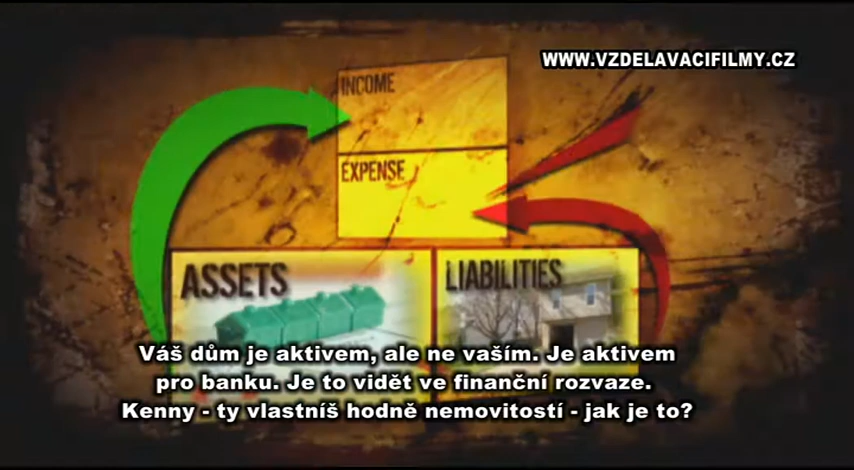 WWW.VZDELAVACIFILMY.CZ
INCOME
EXPENSE
ASSETS
LIABILITIES
Váš dům je aktivem, ale ne vaším. Je aktivem
pro banku. Je to vidět ve finanční rozvaze.
Kenny - ty vlastníš hodně nemovitostí - jak je to?